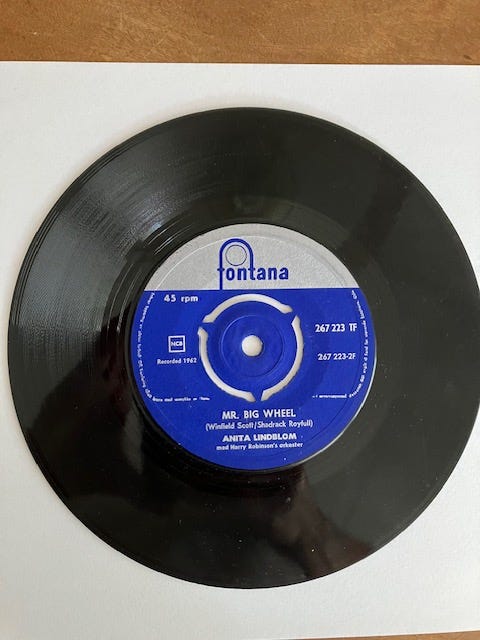 fontana
45 rpm
267 223 TF
NCB
267 223-2F
Recorded 1962
MR. BIG WHEEL
(Winfield Scott/Shadrack Royfull)
ANITA LINDBLOM
med Harry Robinson's orkester